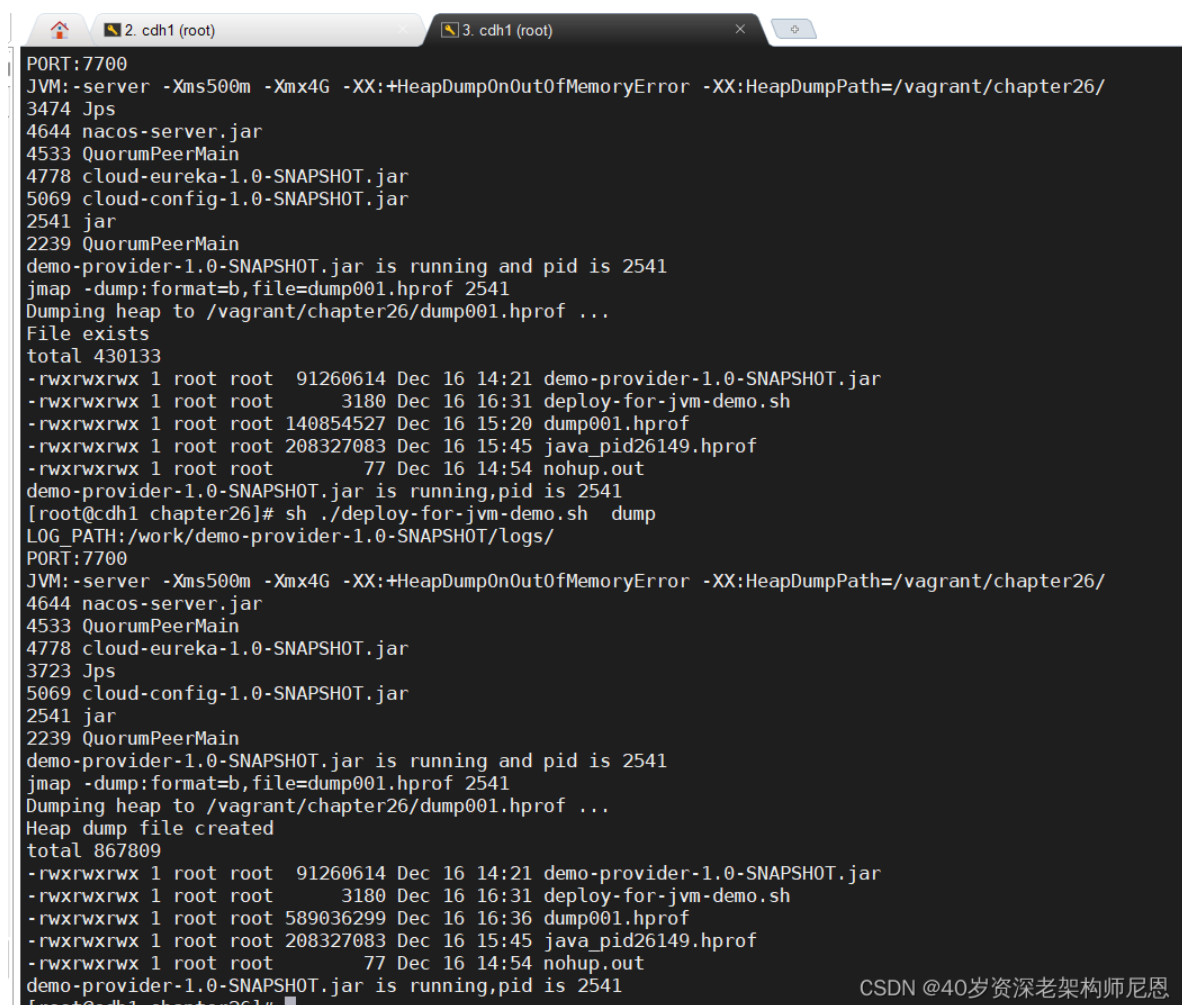 2. cdh1 (root)
3. cdh1 (root)
PORT:7700
JVM:-server -Xms500m -Xmx4G -XX:+HeapDumpOnOutOfMemoryError -XX:HeapDumpPath=/vagrant/chapter26/
3474 Jps
4644 nacos-server.jar
4533 QuorumPeerMain
4778 cloud-eureka-1.0-SNAPSHOT.jar
5069 cloud-config-1.0-SNAPSHOT.jar
2541 jar
2239 QuorumPeerMain
demo-provider-1.0-SNAPSHOT.jar is running and pid is 2541
jmap -dump:format=b,file=dump001.hprof 2541
Dumping heap to /vagrant/chapter26/dump001.hprof ...
File exists
total 430133
-rwxrwxrwx 1 root root  91260614 Dec 16 14:21 demo-provider-1.0-SNAPSHOT.jar
-rwxrwxrwx 1 root root      3180 Dec 16 16:31 deploy-for-jvm-demo.sh
-rwxrwxrwx 1 root root 140854527 Dec 16 15:20 dump001.hprof
-rwxrwxrwx 1 root root 208327083 Dec 16 15:45 java_pid26149.hprof
-rwxrwxrwx 1 root root        77 Dec 16 14:54 nohup.out
demo-provider-1.0-SNAPSHOT.jar is running,pid is 2541
[root@cdh1 chapter26]# sh ./deploy-for-jvm-demo.sh  dump
LOG_PATH:/work/demo-provider-1.0-SNAPSHOT/logs/
PORT:7700
JVM:-server -Xms500m -Xmx4G -XX:+HeapDumpOnOutOfMemoryError -XX:HeapDumpPath=/vagrant/chapter26/
4644 nacos-server.jar
4533 QuorumPeerMain
4778 cloud-eureka-1.0-SNAPSHOT.jar
3723 Jps
5069 cloud-config-1.0-SNAPSHOT.jar
2541 jar
2239 QuorumPeerMain
demo-provider-1.0-SNAPSHOT.jar is running and pid is 2541
jmap -dump:format=b,file=dump001.hprof 2541
Dumping heap to /vagrant/chapter26/dump001.hprof ...
Heap dump file created
total 867809
-rwxrwxrwx 1 root root  91260614 Dec 16 14:21 demo-provider-1.0-SNAPSHOT.jar
-rwxrwxrwx 1 root root      3180 Dec 16 16:31 deploy-for-jvm-demo.sh
-rwxrwxrwx 1 root root 589036299 Dec 16 16:36 dump001.hprof
-rwxrwxrwx 1 root root 208327083 Dec 16 15:45 java_pid26149.hprof
-rwxrwxrwx 1 root root        77 Dec 16 14:54 nohup.out
demo-provider-1.0-SNAPSHOT.jar is running,pid is 2541
CSDN @40岁资深老架构师尼恩
[root@cdh1 chapter26]#